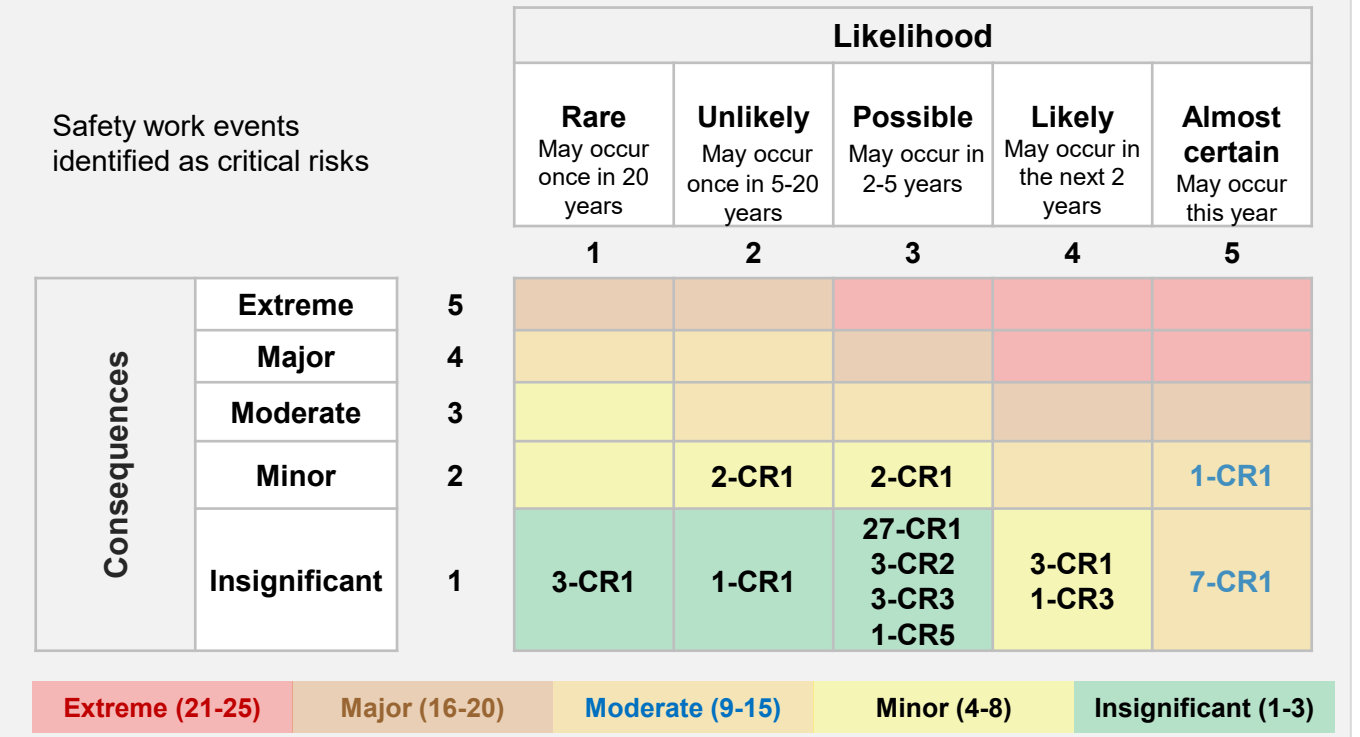 Likelihood
Safety work events
identified as critical risks
Rare
May occur
once in 20
years
Unlikely
May occur
once in 5-20
years
Possible
May occur in
2-5 years
Likely
May occur in
the next 2
years
Almost
certain
May occur
this year
1 2 3 4 5
Consequences
Extreme 5
Major 4
Moderate 3
Minor 2 2-CR1 2-CR1 1-CR1
Insignificant 1
3-CR1
1-CR1
27-CR1
3-CR2
3-CR3
1-CR5
3-CR1
1-CR3
7-CR1
Extreme (21-25) Major (16-20) Moderate (9-15) Minor (4-8) Insignificant (1-3)